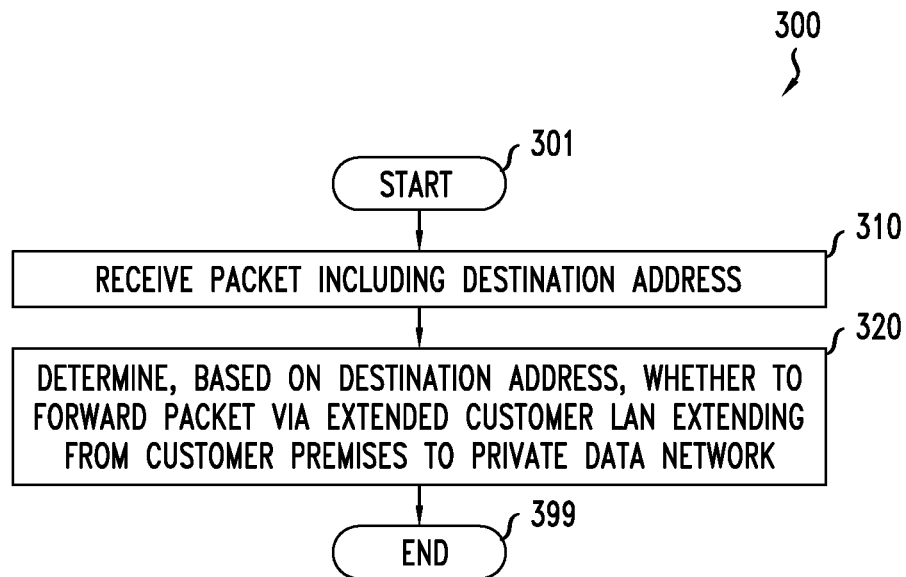 300
301
START
310
RECEIVE PACKET INCLUDING DESTINATION ADDRESS
320
DETERMINE, BASED ON DESTINATION ADDRESS, WHETHER TO
FORWARD PACKET VIA EXTENDED CUSTOMER LAN EXTENDING
FROM CUSTOMER PREMISES TO PRIVATE DATA NETWORK
399
END